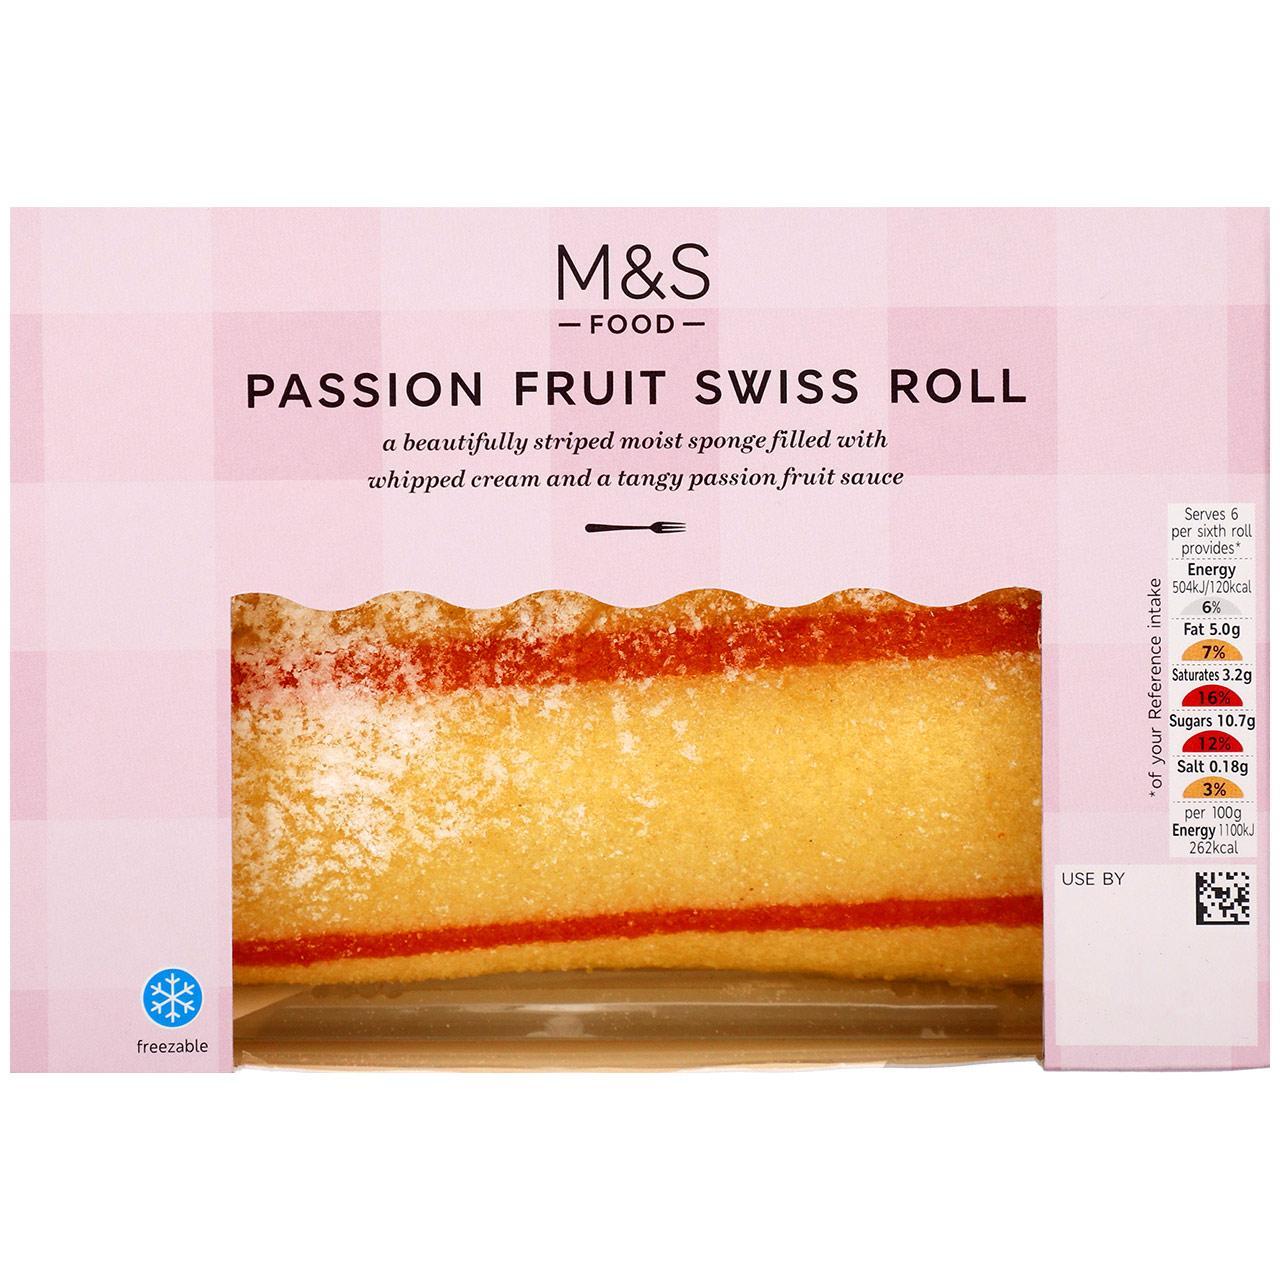 M&S
FOOD
PASSION FRUIT SWISS ROLL
a beautifully striped moist sponge filled with
whipped cream and a tangy passion fruit sauce
Serves 6
per sixth roll
provides*
Energy
504kJ/120kcal
6%
Fat 5.0g
7%
Saturates 3.2g
16%
Sugars 10.7g
12%
Salt 0.18g
3%
per 100g
Energy 1100kJ
262kcal
*of your Reference intake
USE BY
freezable